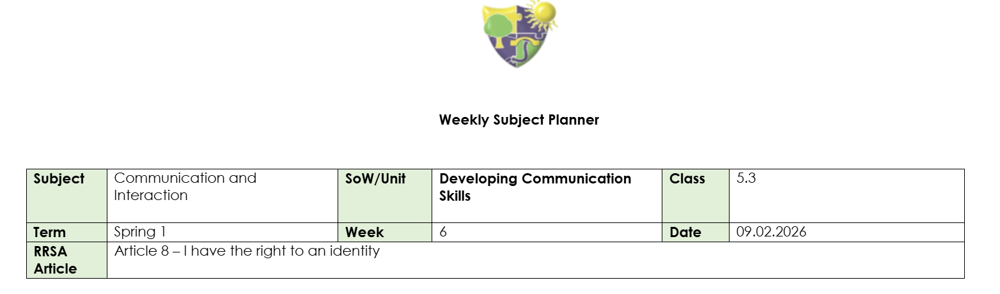 Weekly Subject Planner
Subject Communication and SoW/Unit Developing Communication Class 5.3
Interaction Skills
Term Spring 1 Week 6 Date 09.02.2026
RRSA Article 8 – I have the right to an identity
Article